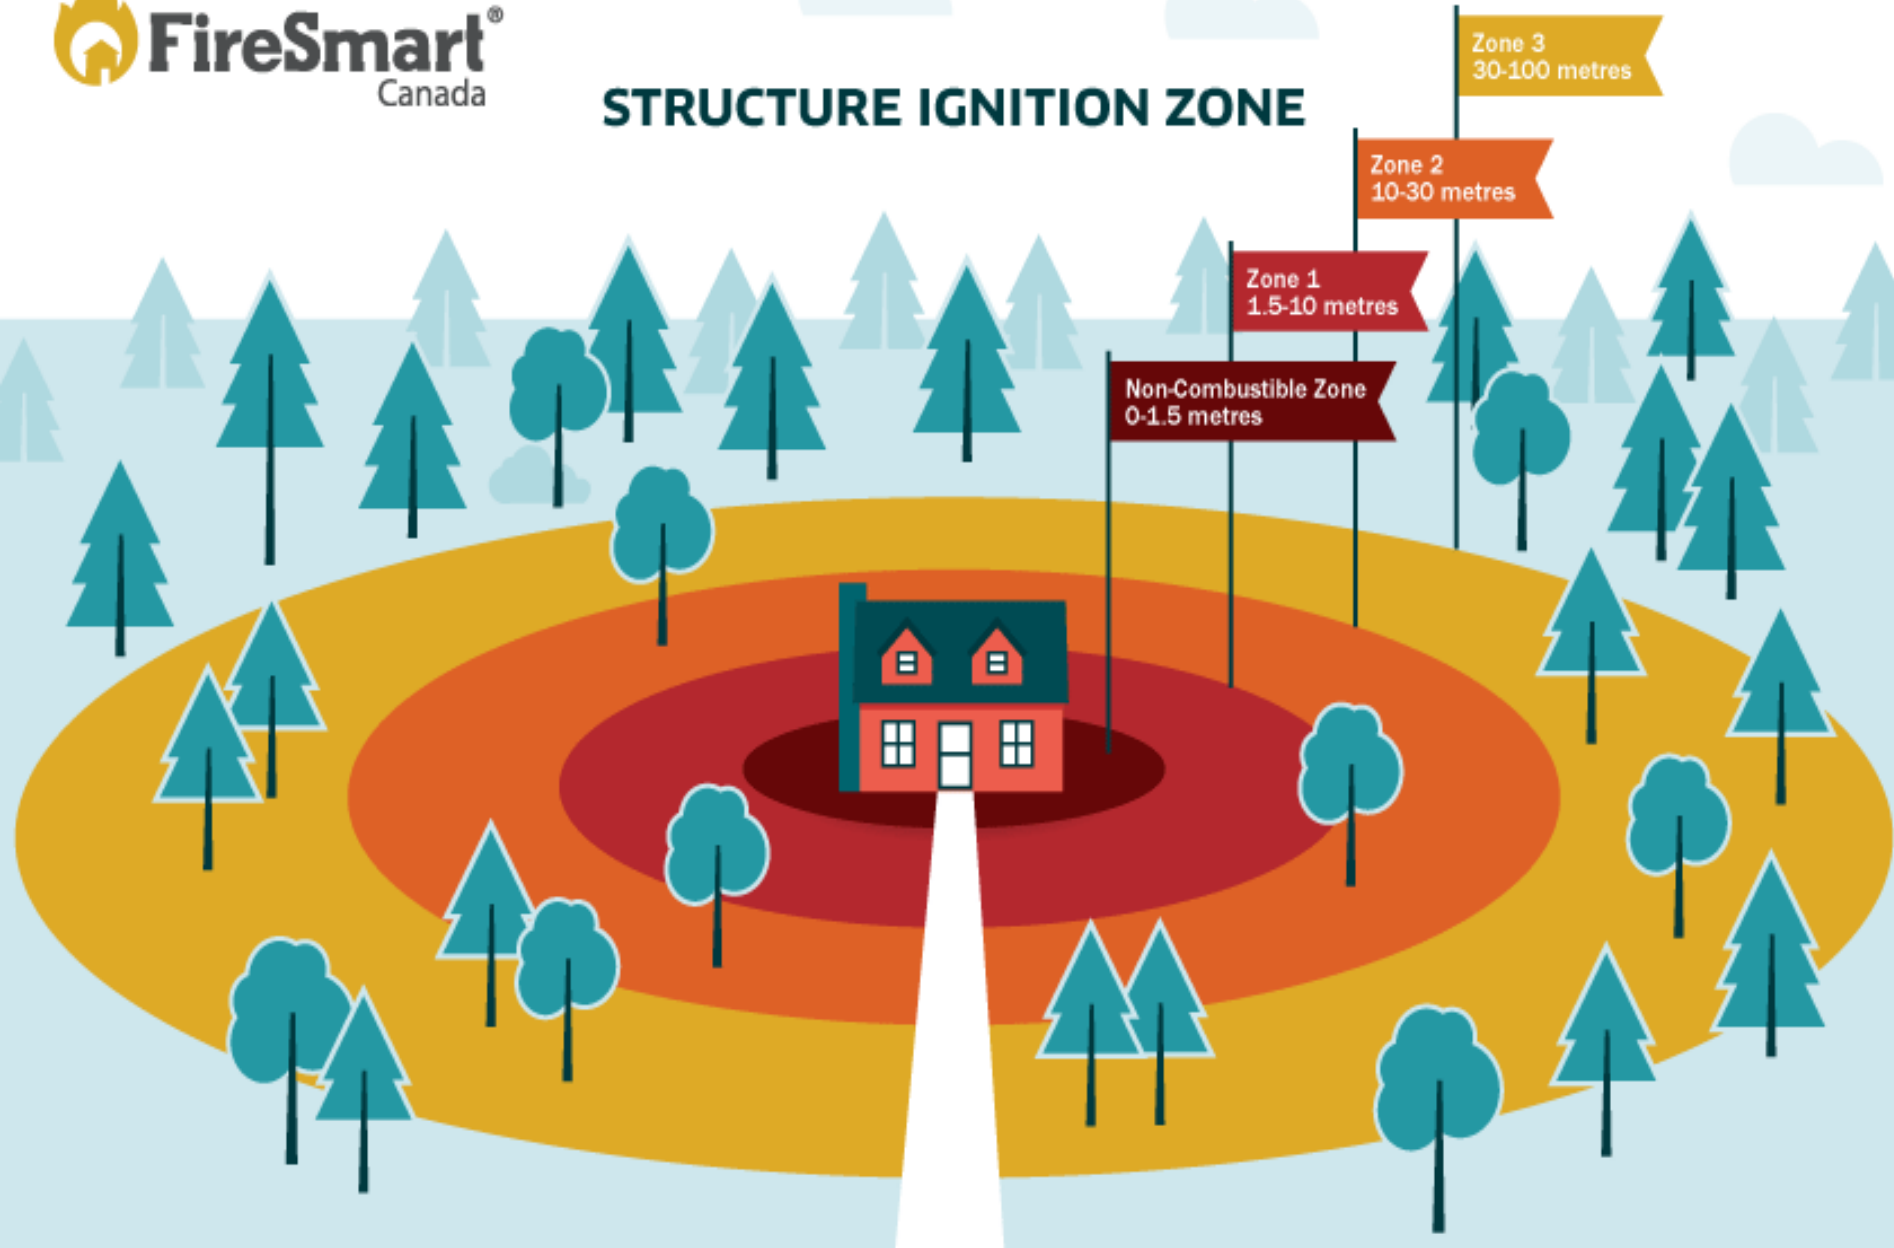 FireSmart®
Canada
STRUCTURE IGNITION ZONE
Zone 3
30-100 metres
Zone 2
10-30 metres
Zone 1
1.5-10 metres
Non-Combustible Zone
0-1.5 metres